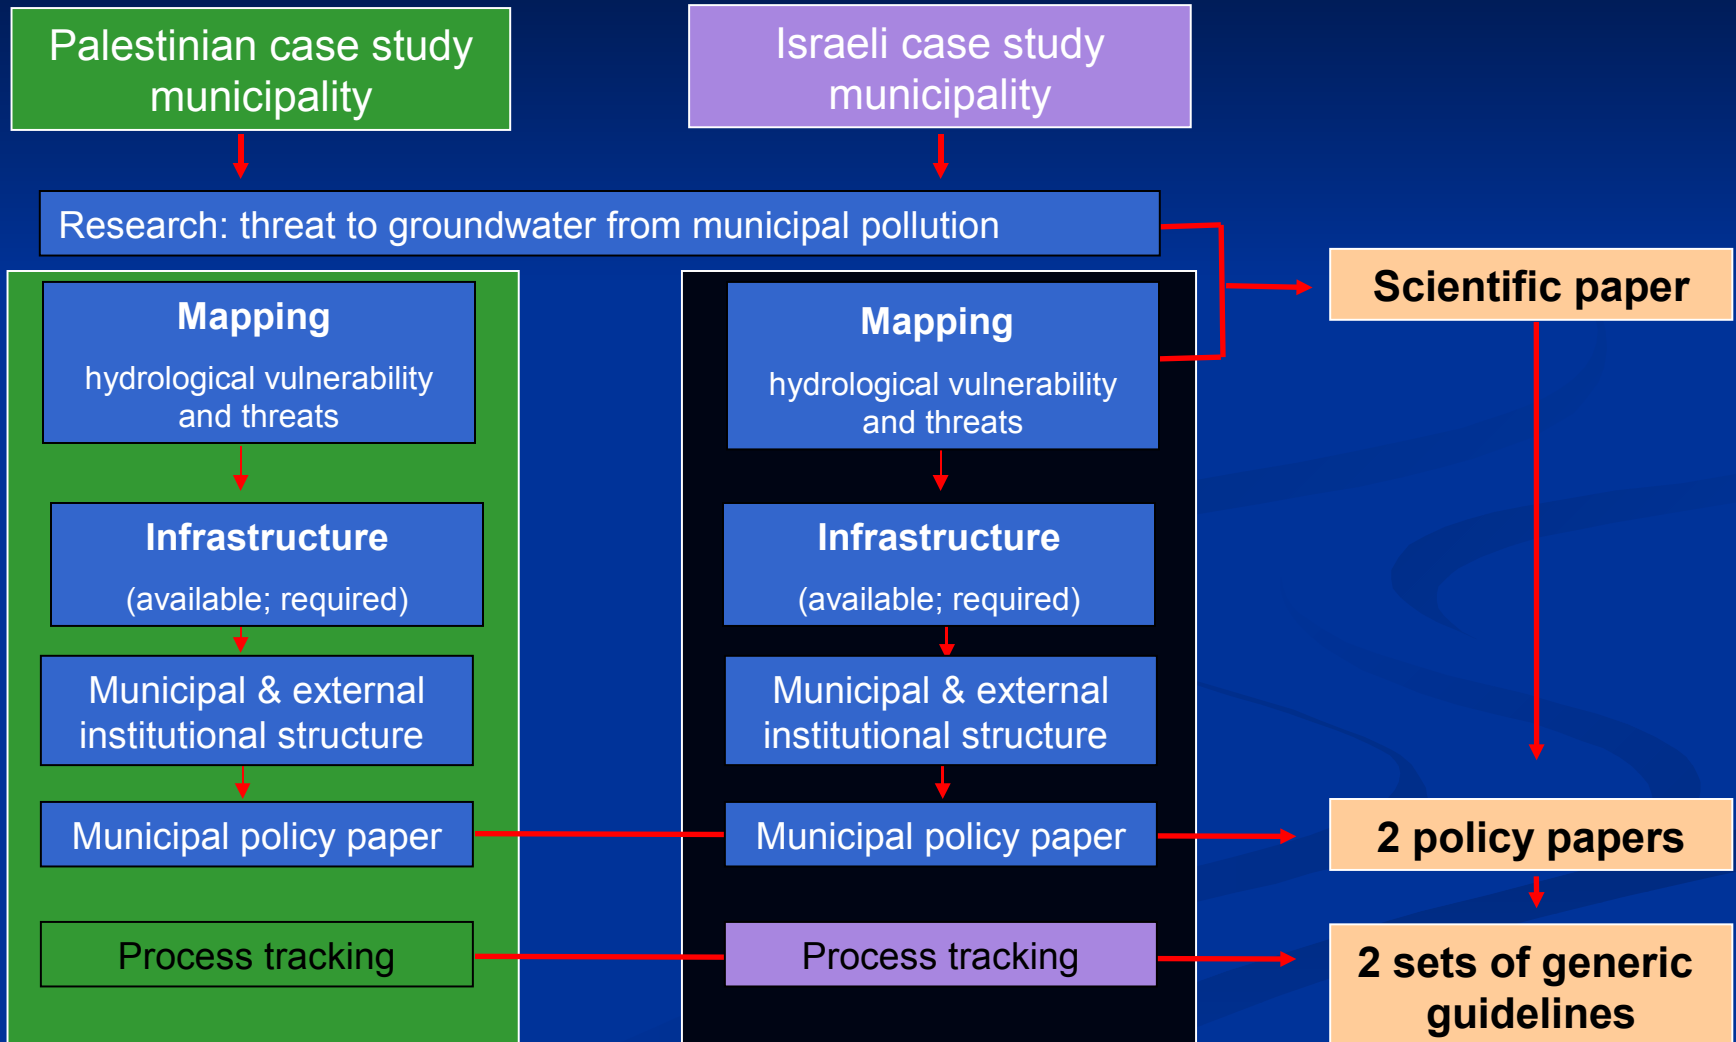 Palestinian case study
municipality
Israeli case study
municipality
Research: threat to groundwater from municipal pollution
Scientific paper
Mapping
hydrological vulnerability
and threats
Mapping
hydrological vulnerability
and threats
Infrastructure
(available; required)
Infrastructure
(available; required)
Municipal & external
institutional structure
Municipal & external
institutional structure
Municipal policy paper
Municipal policy paper
2 policy papers
Process tracking
Process tracking
2 sets of generic
guidelines